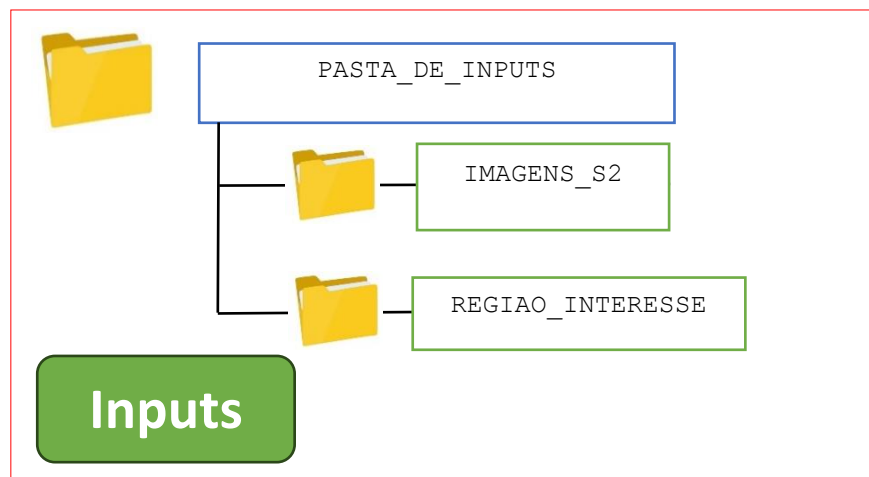 PASTA_DE_INPUTS
IMAGENS_S2
REGIAO_INTERESSE
Inputs